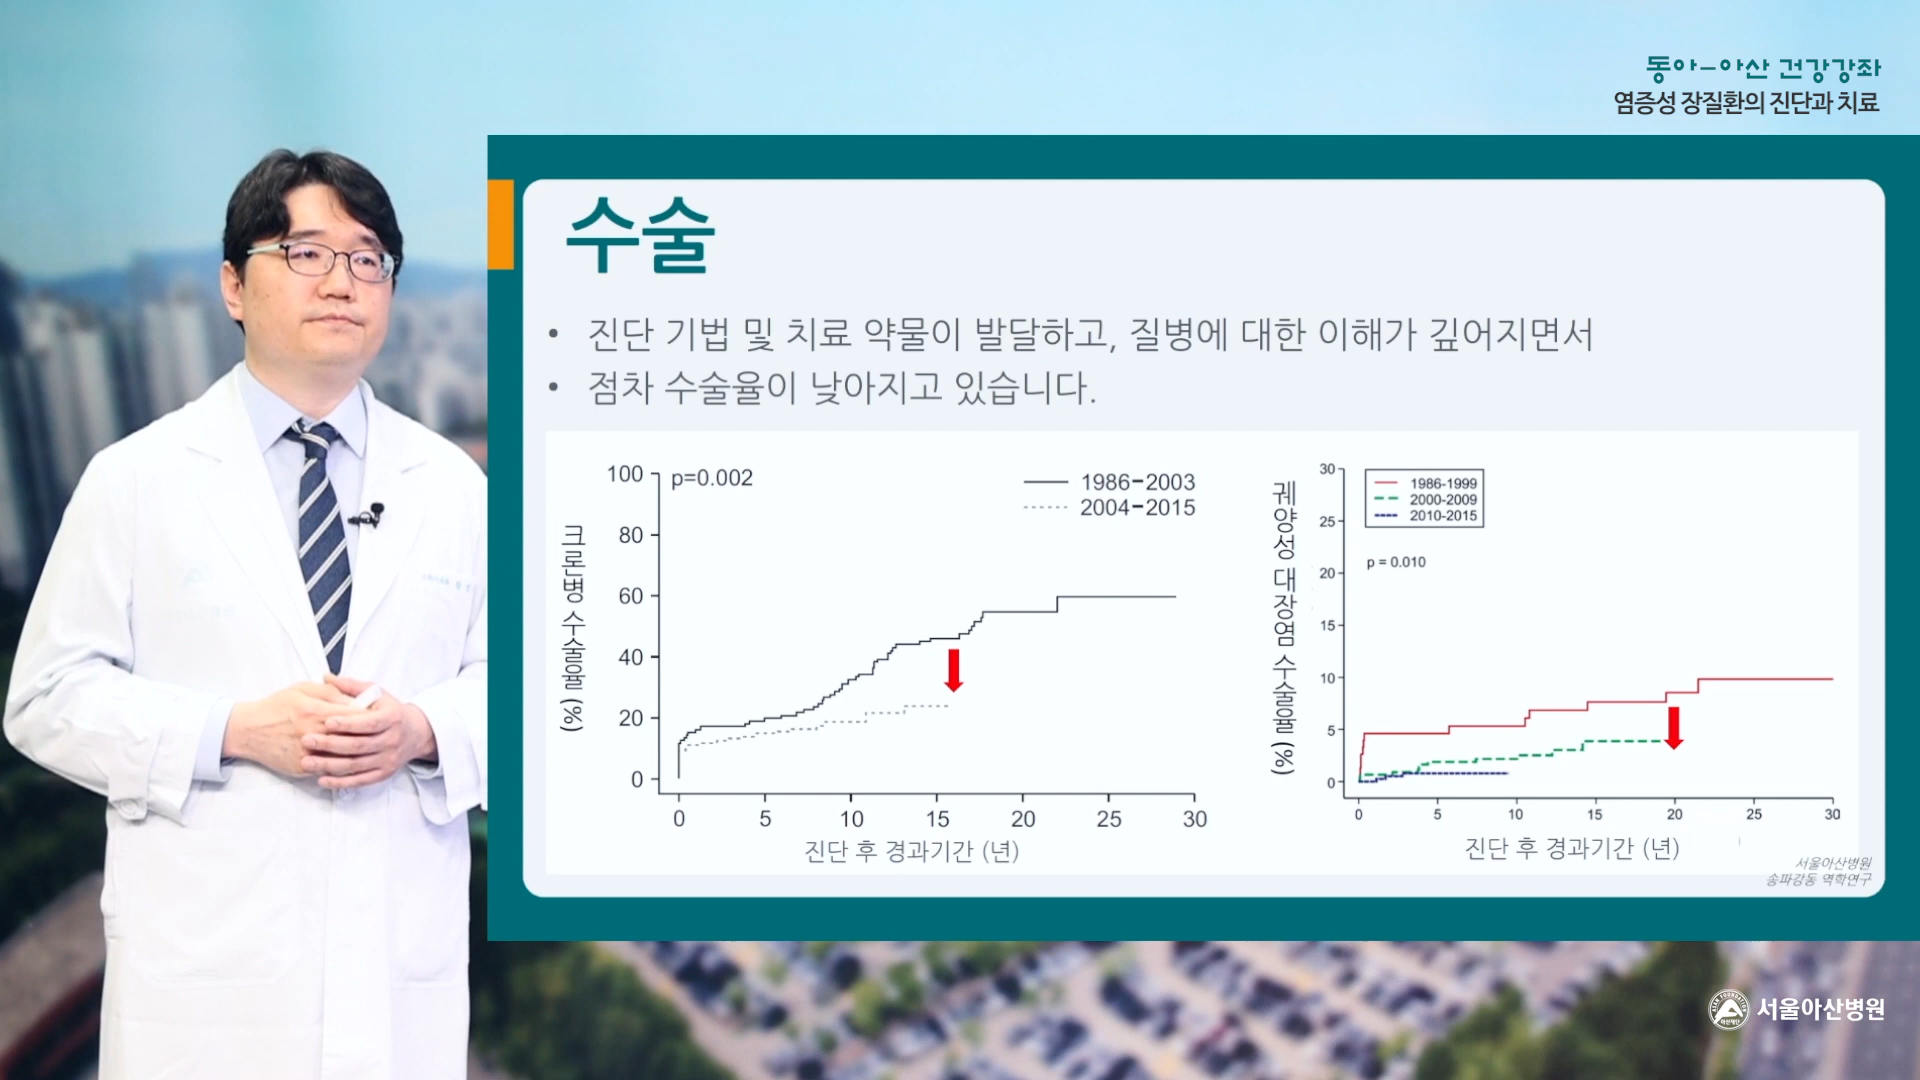 동아-아산 건강강좌
염증성 장질환의 진단과 치료
수술
• 진단 기법 및 치료 약물이 발달하고, 질병에 대한 이해가 깊어지면서
• 점차 수술율이 낮아지고 있습니다.
크론병 수술율 (%)
100
80
60
40
20
0
p=0.002
1986-2003
2004-2015
0 5 10 15 20 25 30
진단 후 경과기간 (년)
궤양성 대장염 수술율 (%)
30
25
20
15
10
5
0
1986-1999
2000-2009
2010-2015
p = 0.010
0 5 10 15 20 25 30
진단 후 경과기간 (년)
서울아산병원
송파강동 역학연구
서울아산병원